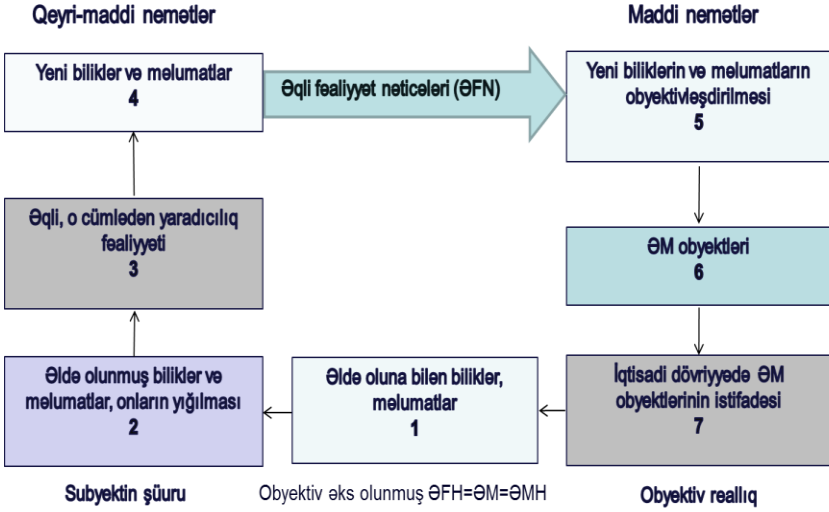 Qeyri-maddi nemətlər
Maddi nemətlər
Yeni biliklər və məlumatlar
4
Əqli fəaliyyət nəticələri (ƏFN)
Yeni biliklərin və məlumatların
obyektivləşdirilməsi
5
Əqli, o cümlədən yaradıcılıq
fəaliyyəti
3
ƏM obyektləri
6
Əldə olunmuş biliklər və
məlumatlar, onların yığılması
2
Əldə oluna bilən biliklər,
məlumatlar
1
İqtisadi dövriyyədə ƏM
obyektlərinin istifadəsi
7
Subyektin şüuru
Obyektiv əks olunmuş ƏFH=ƏM=ƏMH
Obyektiv reallıq